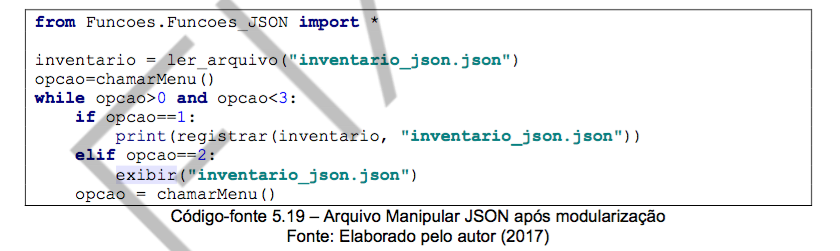 from Funcoes.Funcoes_JSON import *
inventario = ler_arquivo("inventario_json.json")
opcao=chamarMenu()
while opcao>0 and opcao<3:
    if opcao==1:
        print(registrar(inventario, "inventario_json.json"))
    elif opcao==2:
        exibir("inventario_json.json")
    opcao = chamarMenu()
Código-fonte 5.19 – Arquivo Manipular JSON após modularização
Fonte: Elaborado pelo autor (2017)